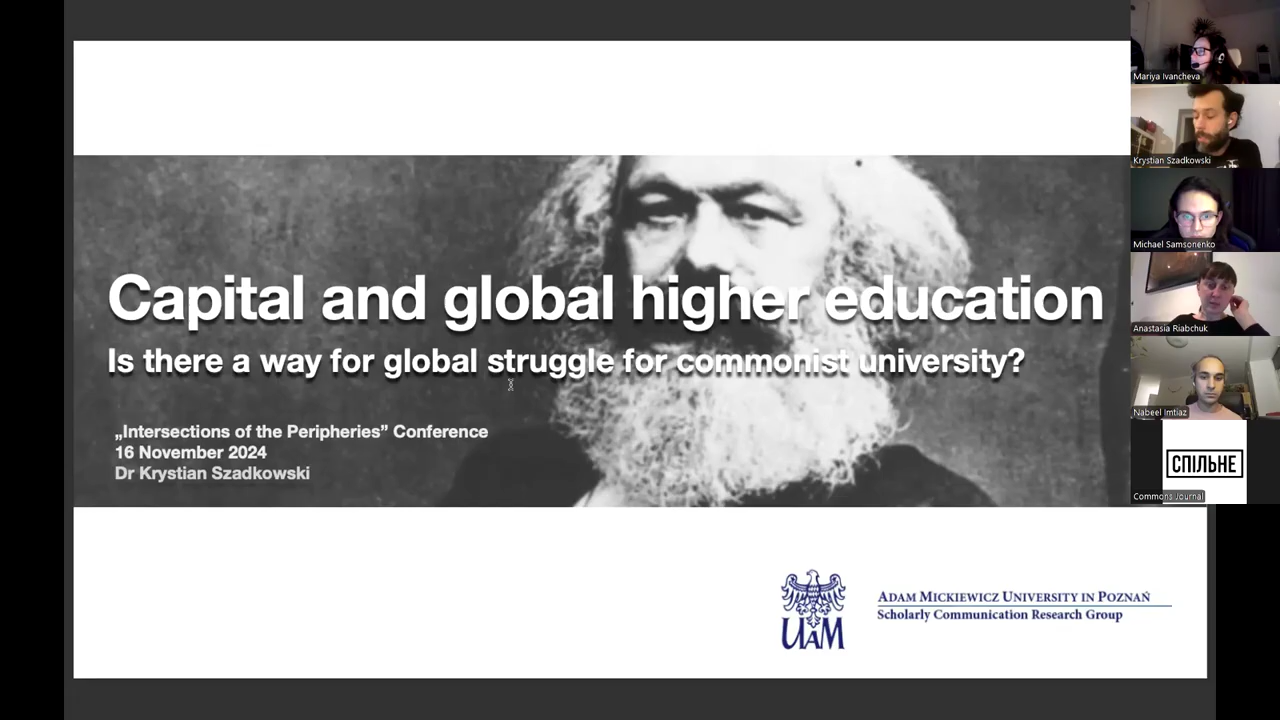 Capital and global higher education
Is there a way for global struggle for commonist university?
„Intersections of the Peripheries” Conference
16 November 2024
Dr Krystian Szadkowski
UAM
ADAM MICKIEWICZ UNIVERSITY IN POZNAŃ
Scholarly Communication Research Group
Mariya Ivancheva
Krystian Szadkowski
Michael Samsonenko
Anastasia Riabchuk
Nabeel Imtiaz
СПІЛЬНЕ
Commons Journal